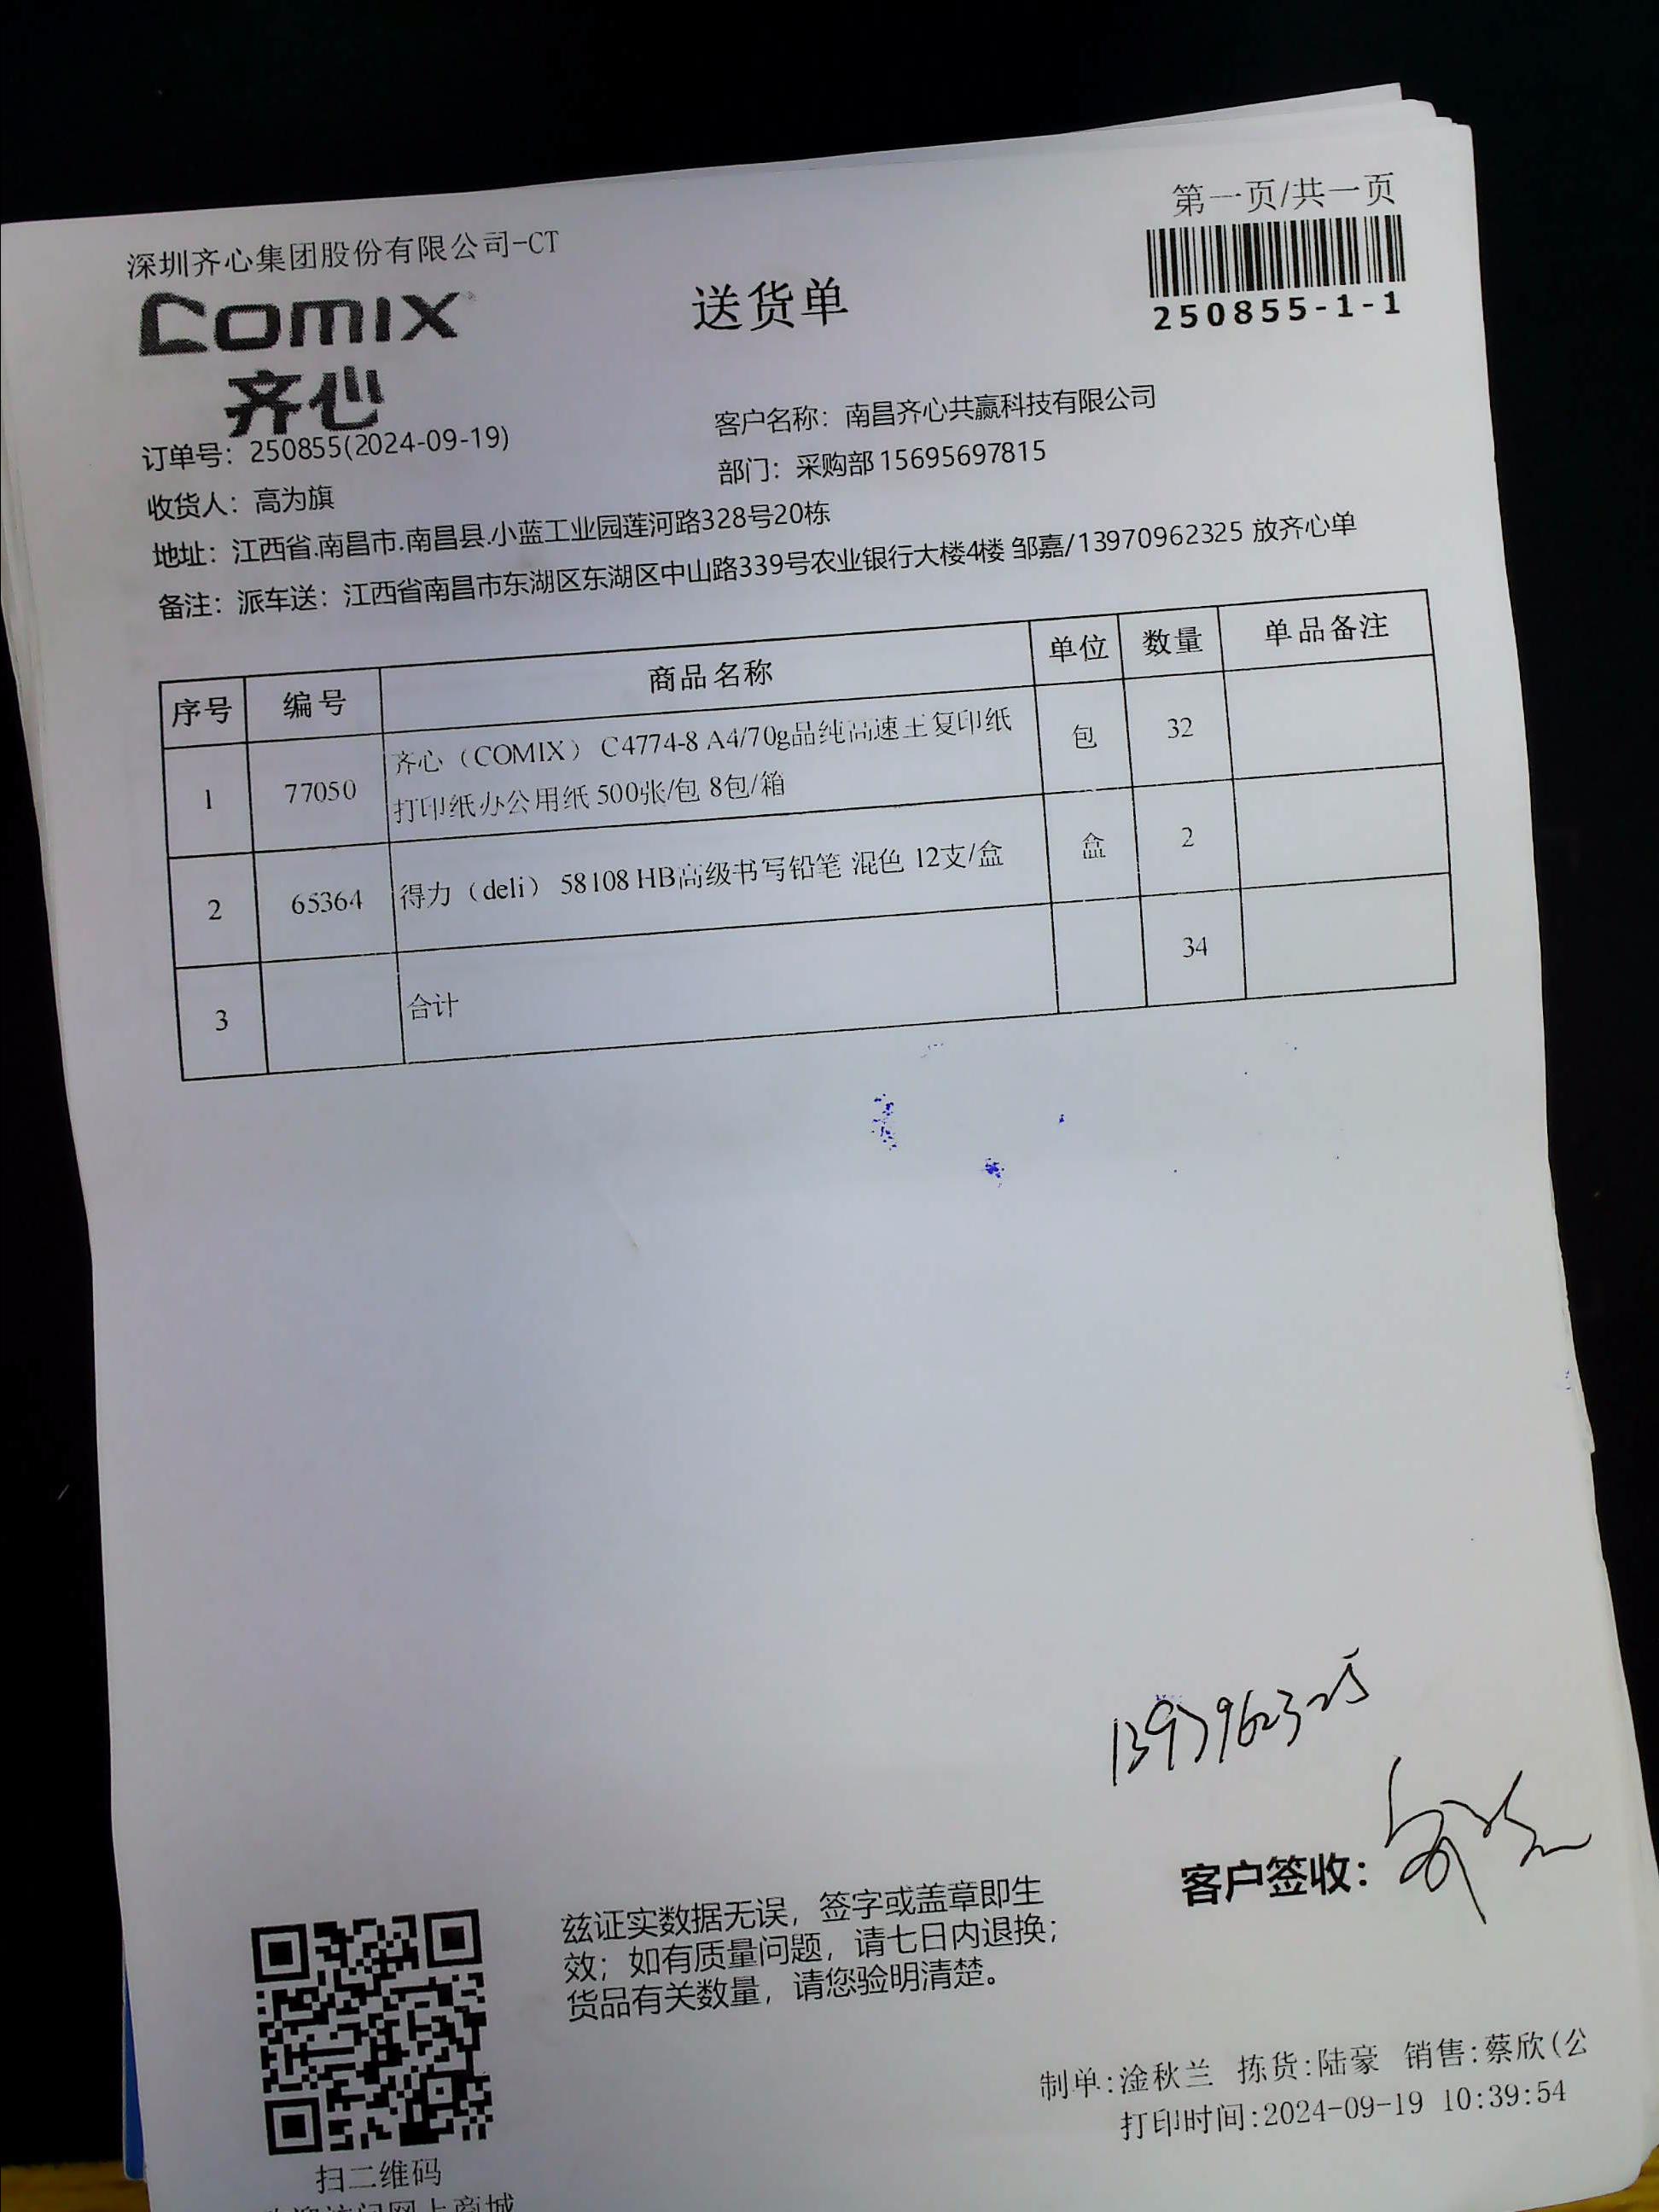 第一页/共一页
深圳齐心集团股份有限公司-CT
COMIX
齐心
送货单
250855-1-1
订单号：250855(2024-09-19)
客户名称：南昌齐心共赢科技有限公司
收货人：高为旗
部门：采购部15695697815
地址：江西省.南昌市.南昌县.小蓝工业园莲河路328号20栋
备注：派车送：江西省南昌市东湖区东湖区中山路339号农业银行大楼4楼 邹嘉/13970962325 放齐心单
序号 编号 商品名称 单位 数量 单品备注
1 77050 齐心（COMIX） C4774-8 A4/70g品纯高速王复印纸 包 32
打印纸办公用纸 500张/包 8包/箱
2 65364 得力（deli） 58108 HB高级书写铅笔 混色 12支/盒 盒 2
3 合计 34
客户签收：
兹证实数据无误，签字或盖章即生
效；如有质量问题，请七日内退换；
货品有关数量，请您验明清楚。
制单:淦秋兰 拣货:陆豪 销售:蔡欣(公
打印时间:2024-09-19 10:39:54
扫二维码